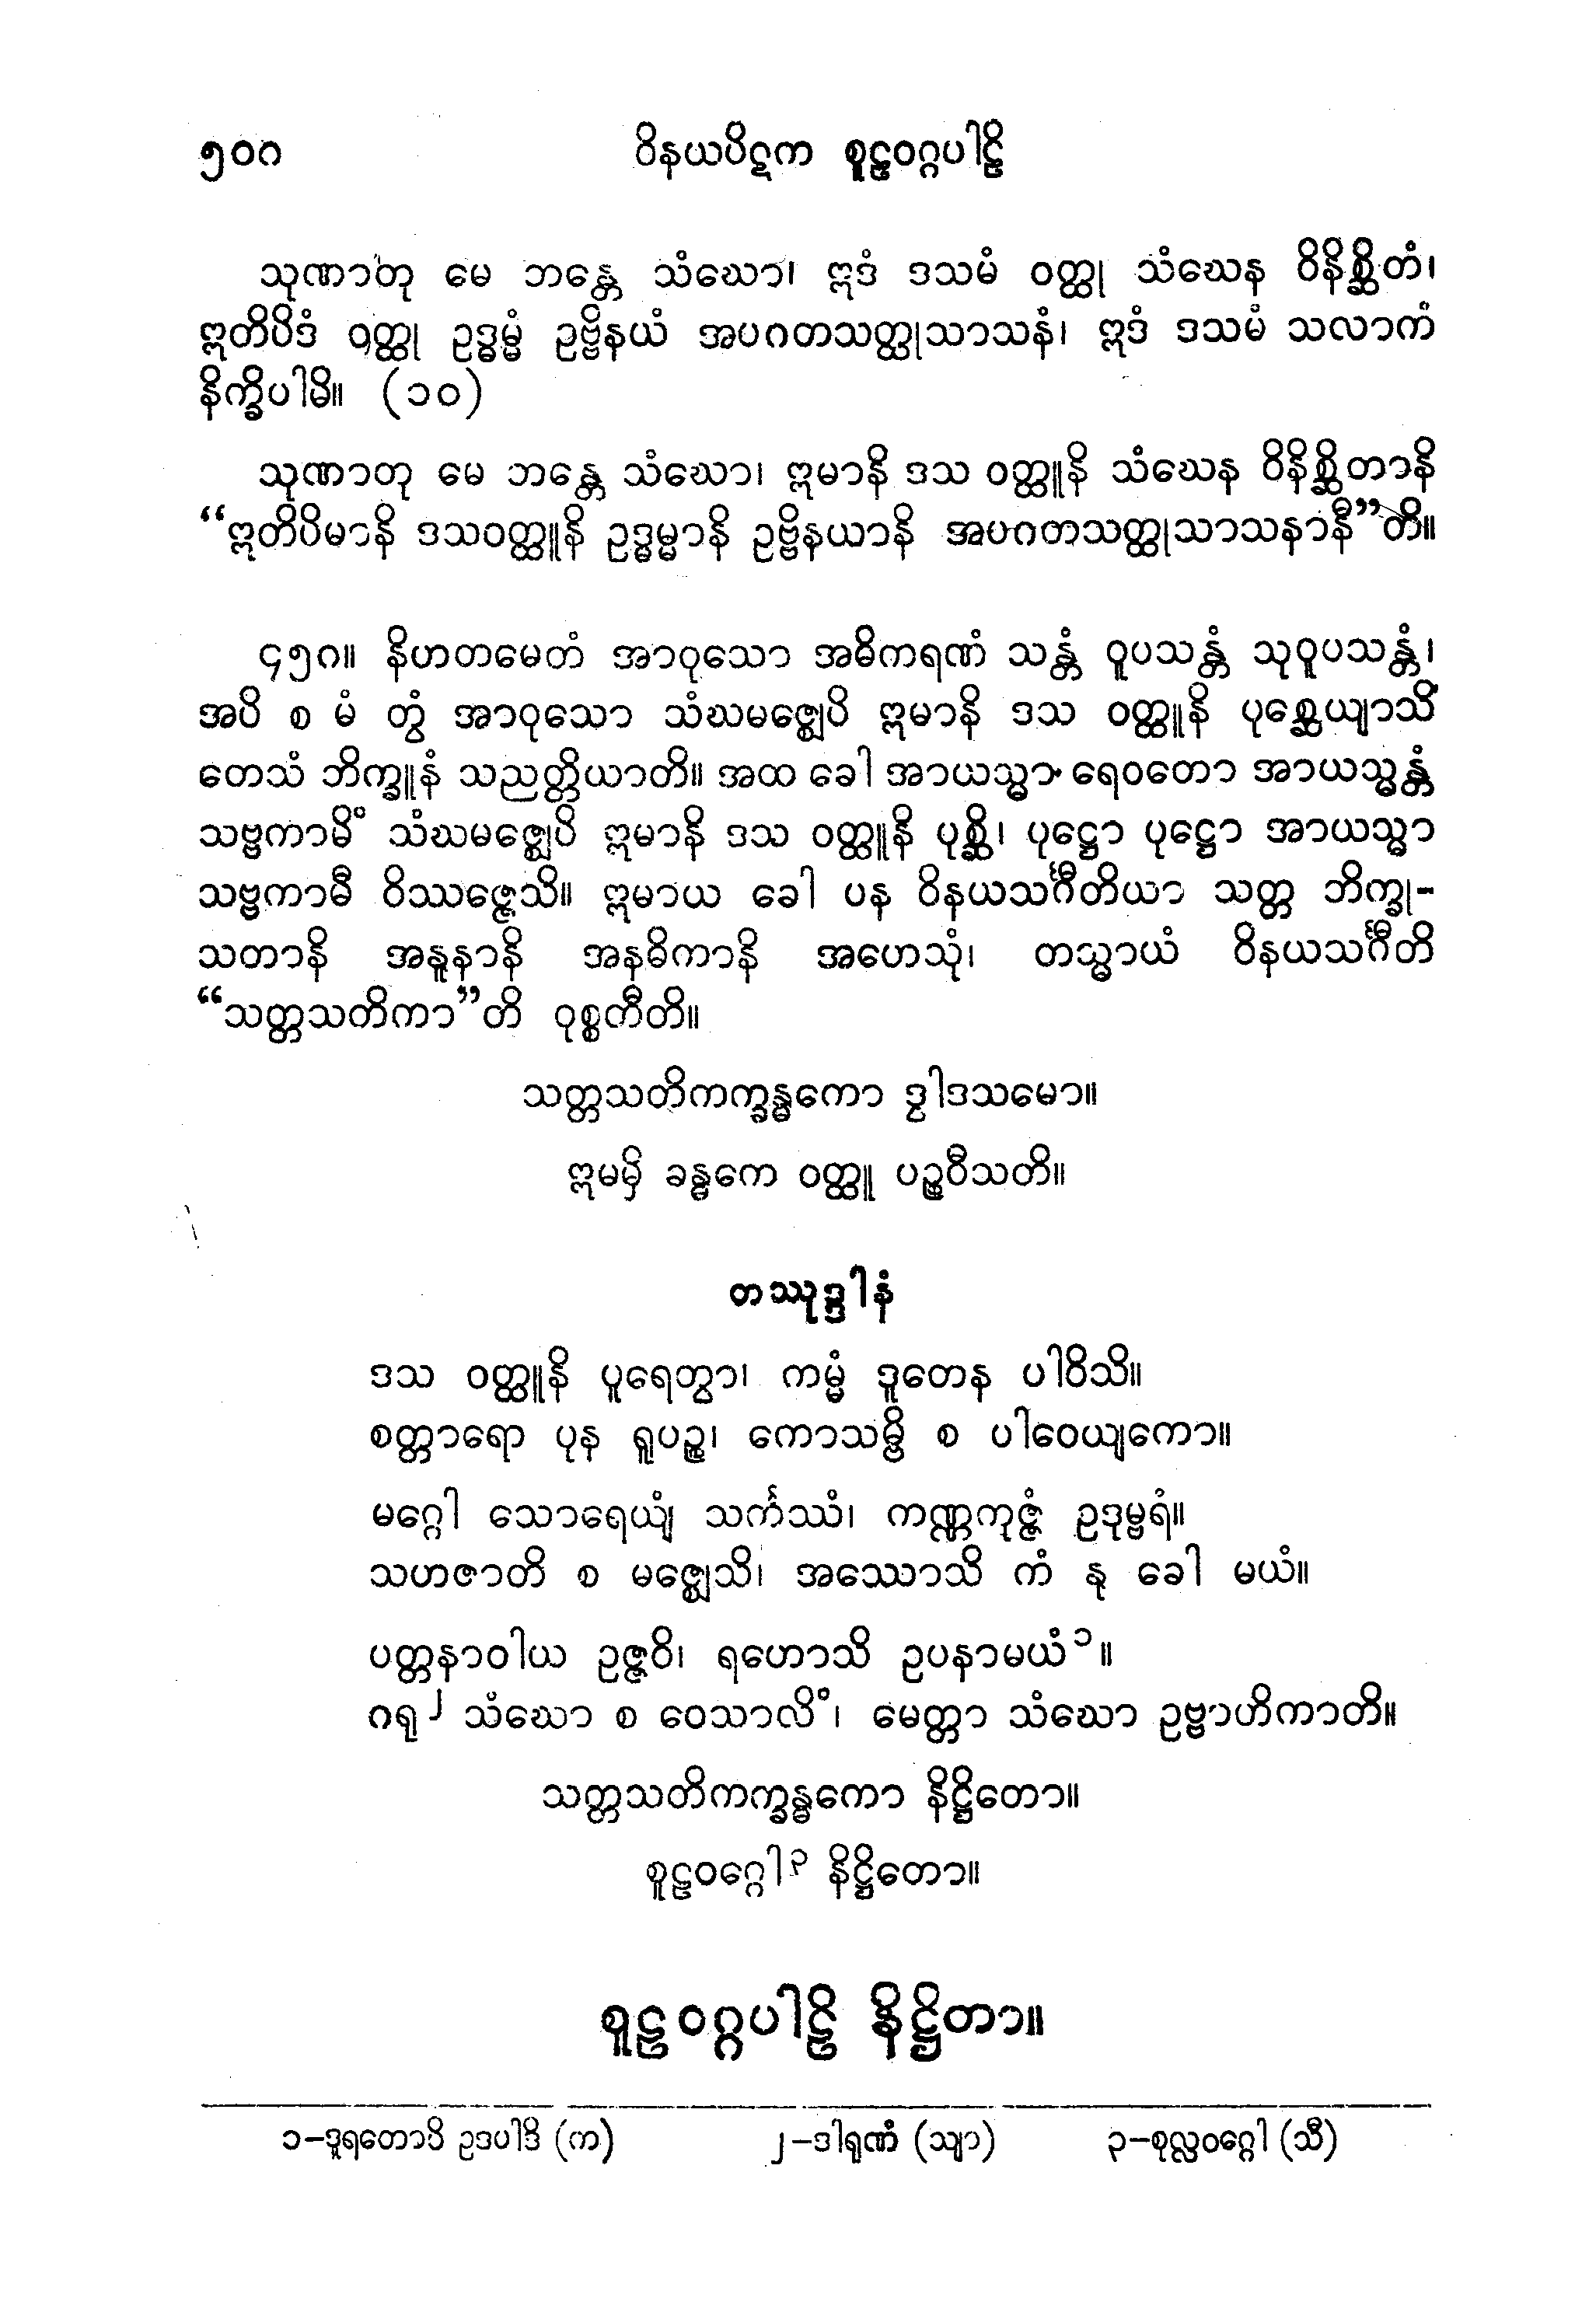 ၅၀ဂ ဝိနယပိဋက စူဠဝဂ္ဂပါဠိ
သုဏာတု မေ ဘန္တေ သံဃော၊ ဣဒံ ဒသမံ ဝတ္ထု သံဃေန ဝိနိစ္ဆိတံ၊
ဣတိပိဒံ ဝတ္ထု ဥဒ္ဓမ္မံ ဥဗ္ဗိနယံ အပဂတသတ္ထုသာသနံ၊ ဣဒံ ဒသမံ သလာကံ
နိက္ခိပါမိ။ (၁၀)
သုဏာတု မေ ဘန္တေ သံဃော၊ ဣမာနိ ဒသ ဝတ္ထူနိ သံဃေန ဝိနိစ္ဆိတာနိ
“ဣတိပိမာနိ ဒသဝတ္ထူနိ ဥဒ္ဓမ္မာနိ ဥဗ္ဗိနယာနိ အပဂတသတ္ထုသာသနာနီ”တိ။
၄၅ဂ။ နိဟတမေတံ အာဝုသော အဓိကရဏံ သန္တံ ဝူပသန္တံ သုဝူပသန္တံ၊
အပိ စ မံ တွံ အာဝုသော သံဃမဇ္ဈေပိ ဣမာနိ ဒသ ဝတ္ထူနိ ပုစ္ဆေယျာသိ
တေသံ ဘိက္ခူနံ သညတ္တိယာတိ။ အထ ခေါ အာယသ္မာ ရေဝတော အာယသ္မန္တံ
သဗ္ဗကာမိံ သံဃမဇ္ဈေပိ ဣမာနိ ဒသ ဝတ္ထူနိ ပုစ္ဆိ၊ ပုဋ္ဌော ပုဋ္ဌော အာယသ္မာ
သဗ္ဗကာမီ ဝိဿဇ္ဇေသိ။ ဣမာယ ခေါ ပန ဝိနယသင်္ဂီတိယာ သတ္တ ဘိက္ခု-
သတာနိ အနူနာနိ အနဓိကာနိ အဟေသုံ၊ တသ္မာယံ ဝိနယသင်္ဂီတိ
“သတ္တသတိကာ”တိ ဝုစ္စတီတိ။
သတ္တသတိကက္ခန္ဓကော ဒွါဒသမော။
ဣမမှိ ခန္ဓကေ ဝတ္ထူ ပဉ္စဝီသတိ။
တဿုဒ္ဒါနံ
ဒသ ဝတ္ထူနိ ပူရေတွာ၊ ကမ္မံ ဒူတေန ပါဝိသိ။
စတ္တာရော ပုန ရူပဉ္စ၊ ကောသမ္ဗိ စ ပါဝေယျကော။
မဂ္ဂေါ သောရေယျံ သင်္ကဿံ၊ ကဏ္ဏကုဇ္ဇံ ဥဒုမ္ဗရံ။
သဟဇာတိ စ မဇ္ဈေသိ၊ အဿောသိ ကံ နု ခေါ မယံ။
ပတ္တနာဝါယ ဥဇ္ဇဝိ၊ ရဟောသိ ဥပနာမယံ၁။
ဂရု၂ သံဃော စ ဝေသာလိံ၊ မေတ္တာ သံဃော ဥဗ္ဗာဟိကာတိ။
သတ္တသတိကက္ခန္ဓကော နိဋ္ဌိတော။
စူဠဝဂ္ဂေါ၃ နိဋ္ဌိတော။
စူဠဝဂ္ဂပါဠိ နိဋ္ဌိတာ။
၁-ဒူရတောပိ ဥဒပါဒိ (က) ၂-ဒါရုဏံ (သျာ) ၃-စုလ္လဝဂ္ဂေါ (သီ)